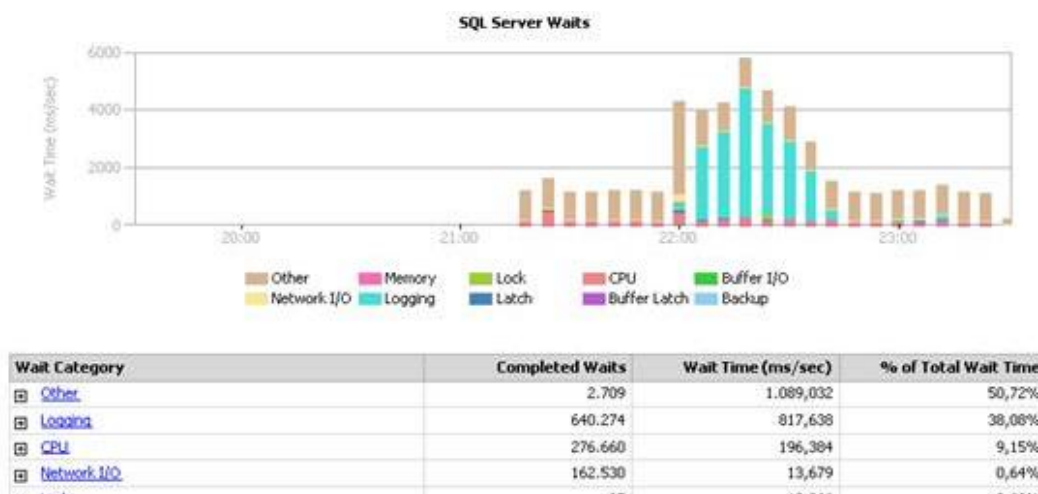 SQL Server Waits
Wait Time (ms/sec)
6000
4000
2000
0
20:00
21:00
22:00
23:00
Other
Memory
Lock
CPU
Buffer I/O
Network I/O
Logging
Latch
Buffer Latch
Backup
Wait Category Completed Waits Wait Time (ms/sec) % of Total Wait Time
Other 2.709 1.089,032 50,72%
Logging 640.274 817,638 38,08%
CPU 276.660 196,384 9,15%
Network I/O 162.530 13,679 0,64%